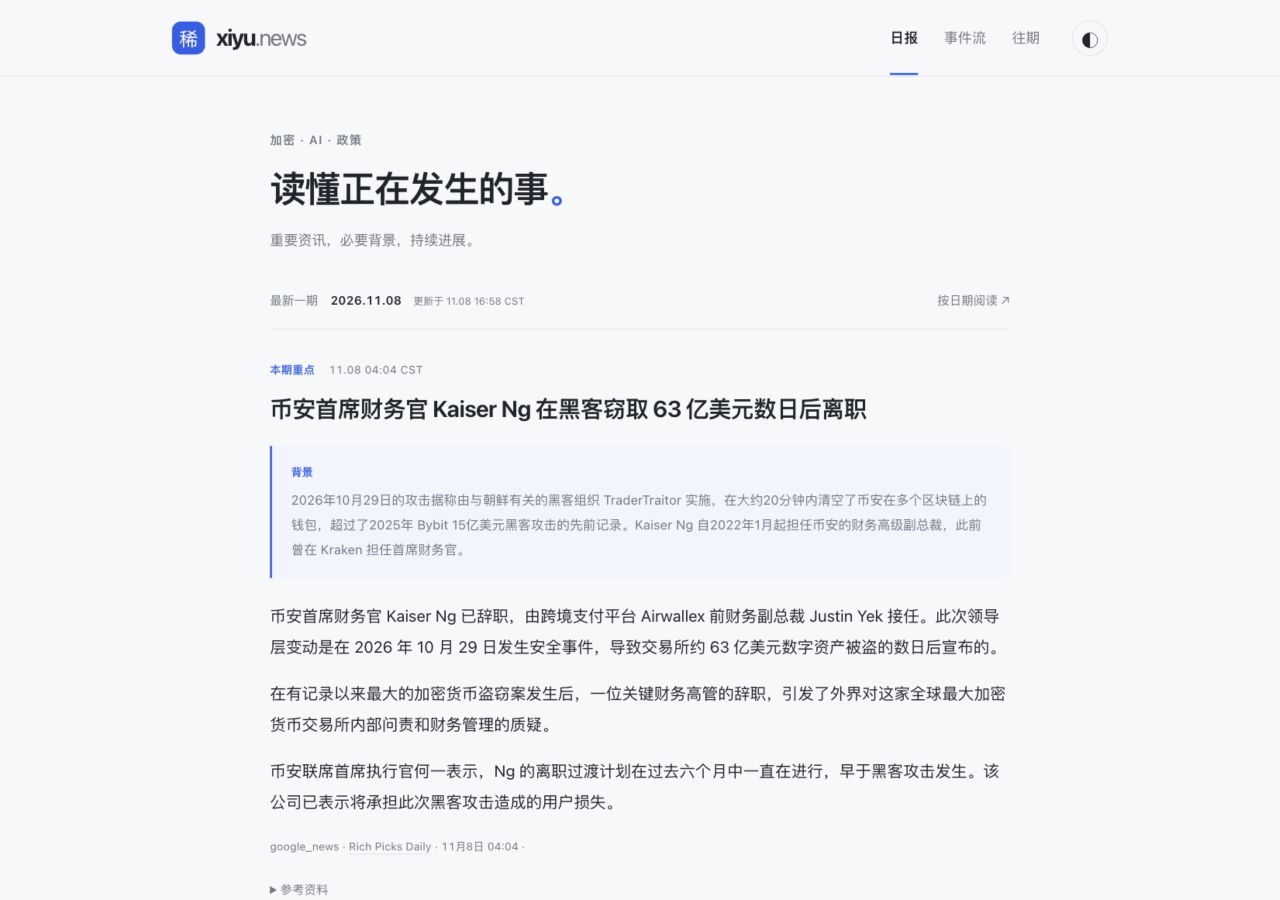 稀 xiyu.news
日报 事件流 往期
加密 · AI · 政策
读懂正在发生的事。
重要资讯，必要背景，持续进展。
最新一期 2026.11.08 更新于 11.08 16:58 CST 按日期阅读 ↗
本期重点 11.08 04:04 CST
币安首席财务官 Kaiser Ng 在黑客窃取 63 亿美元数日后离职
背景
2026年10月29日的攻击据称由与朝鲜有关的黑客组织 TraderTraitor 实施，在大约20分钟内清空了币安在多个区块链上的
钱包，超过了2025年 Bybit 15亿美元黑客攻击的先前记录。Kaiser Ng 自2022年1月起担任币安的财务高级副总裁，此前
曾在 Kraken 担任首席财务官。
币安首席财务官 Kaiser Ng 已辞职，由跨境支付平台 Airwallex 前财务副总裁 Justin Yek 接任。此次领导
层变动是在 2026 年 10 月 29 日发生安全事件，导致交易所约 63 亿美元数字资产被盗的数日后宣布的。
在有记录以来最大的加密货币盗窃案发生后，一位关键财务高管的辞职，引发了外界对这家全球最大加密
货币交易所内部问责和财务管理的质疑。
币安联席首席执行官何一表示，Ng 的离职过渡计划在过去六个月中一直在进行，早于黑客攻击发生。该
公司已表示将承担此次黑客攻击造成的用户损失。
google_news · Rich Picks Daily · 11月8日 04:04 ·
▶ 参考资料